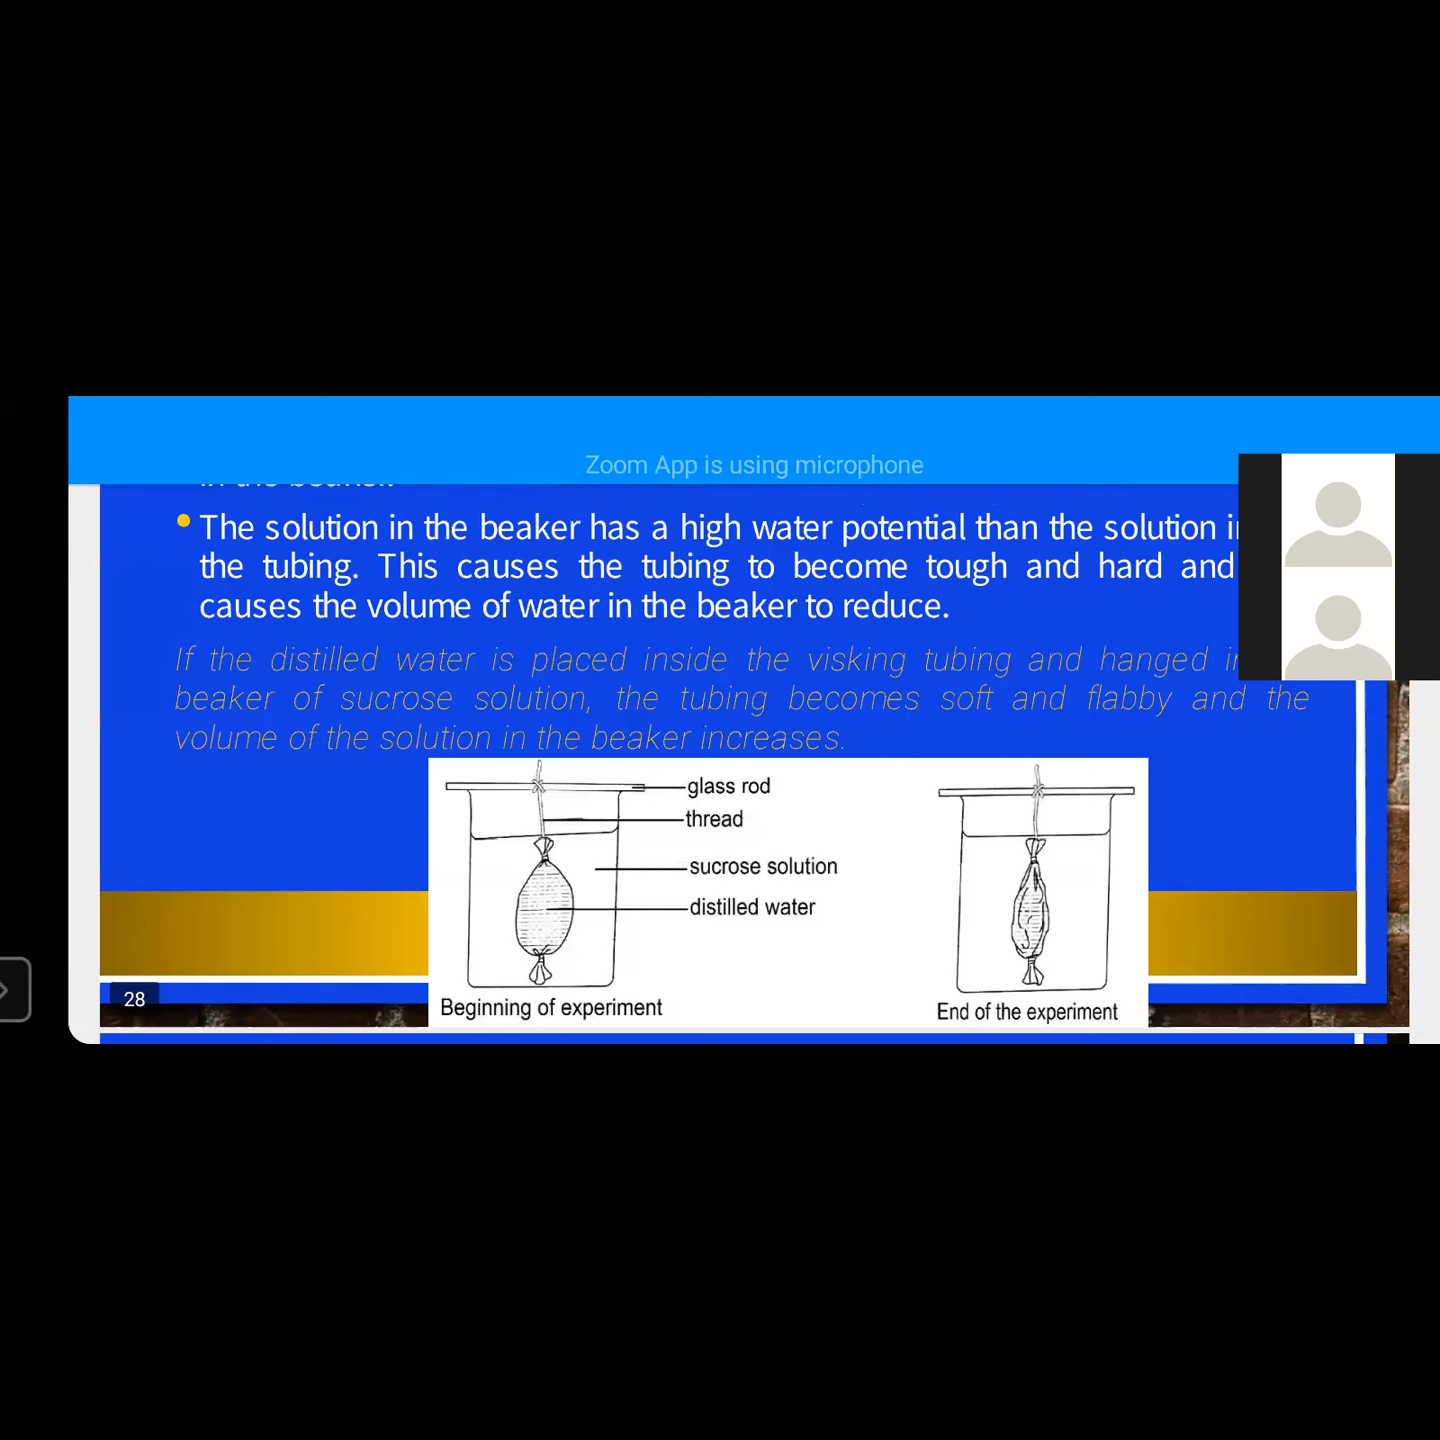 Zoom App is using microphone
in the beaker.
The solution in the beaker has a high water potential than the solution
the tubing. This causes the tubing to become tough and hard and
causes the volume of water in the beaker to reduce.
If the distilled water is placed inside the visking tubing and hanged
beaker of sucrose solution, the tubing becomes soft and flabby and the
volume of the solution in the beaker increases.
glass rod
thread
sucrose solution
distilled water
Beginning of experiment
End of the experiment
28